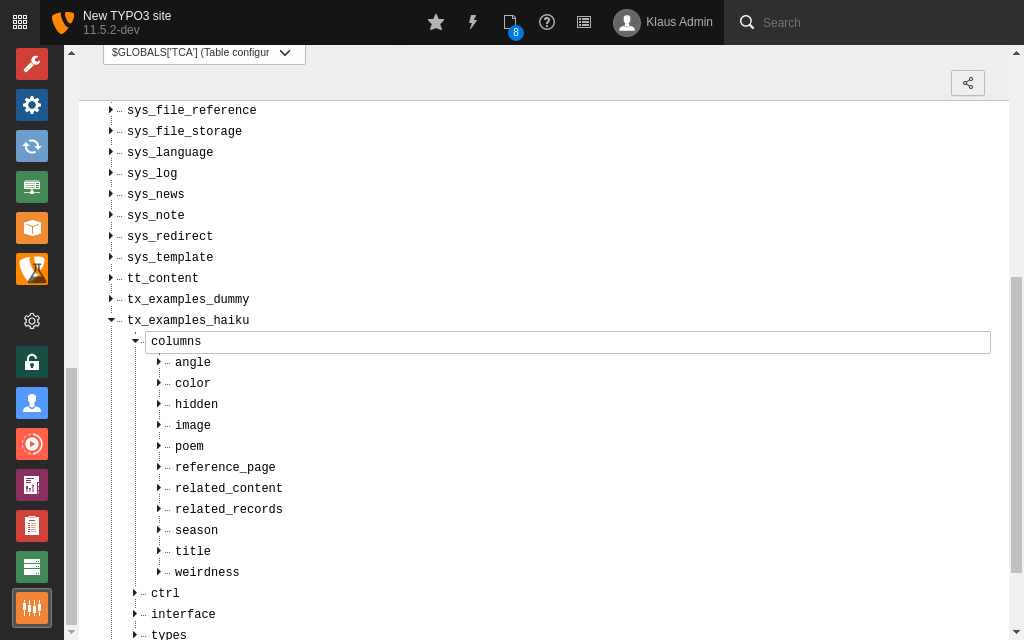 New TYPO3 site
11.5.2-dev
8
Klaus Admin
Search
$GLOBALS['TCA'] (Table configur
sys_file_reference
sys_file_storage
sys_language
sys_log
sys_news
sys_note
sys_redirect
sys_template
tt_content
tx_examples_dummy
tx_examples_haiku
columns
angle
color
hidden
image
poem
reference_page
related_content
related_records
season
title
weirdness
ctrl
interface
types